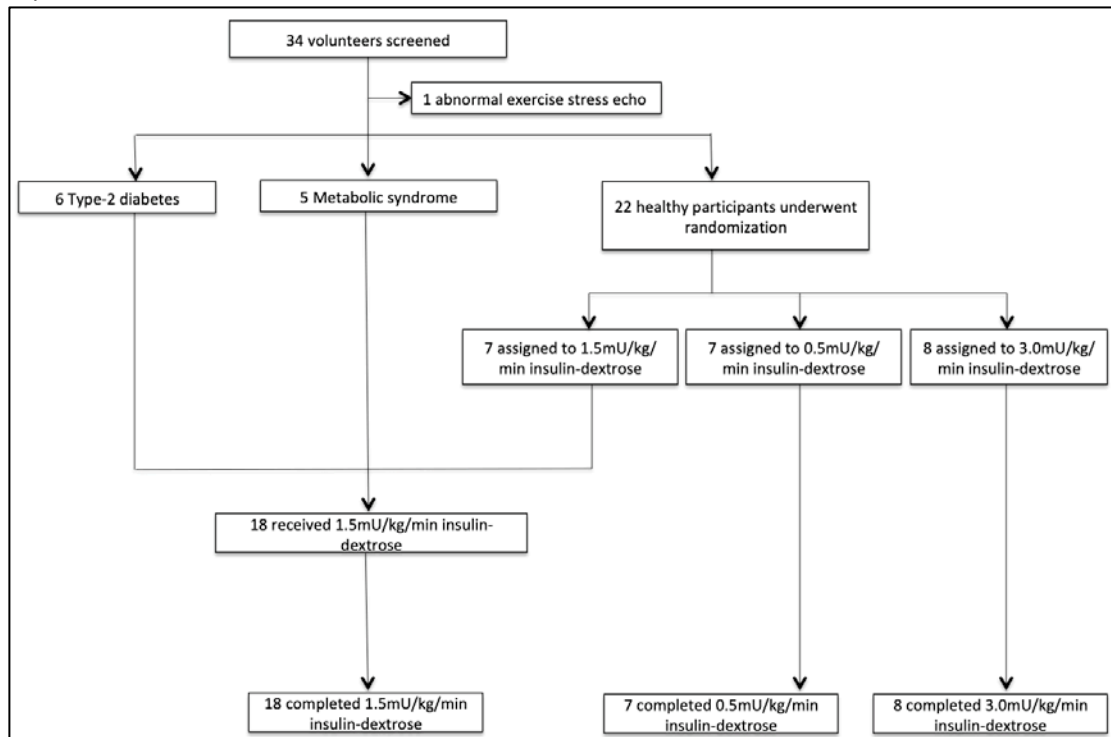 34 volunteers screened
1 abnormal exercise stress echo
6 Type-2 diabetes
5 Metabolic syndrome
22 healthy participants underwent
randomization
7 assigned to 1.5mU/kg/
min insulin-dextrose
7 assigned to 0.5mU/kg/
min insulin-dextrose
8 assigned to 3.0mU/kg/
min insulin-dextrose
18 received 1.5mU/kg/min insulin-
dextrose
18 completed 1.5mU/kg/min
insulin-dextrose
7 completed 0.5mU/kg/min
insulin-dextrose
8 completed 3.0mU/kg/min
insulin-dextrose